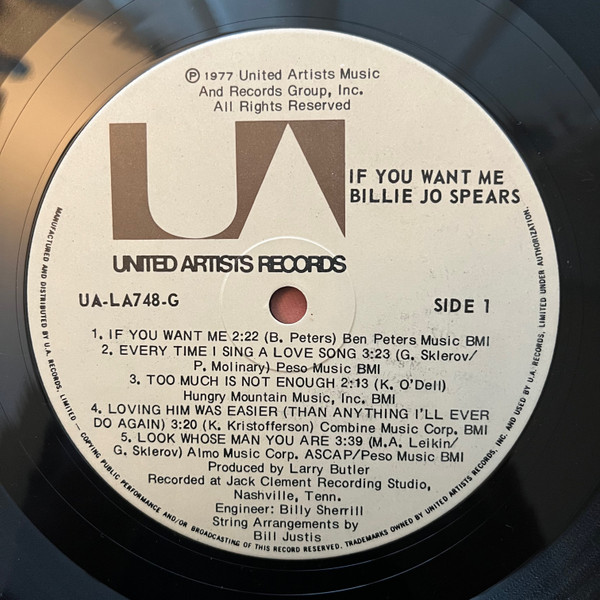 ℗ 1977 United Artists Music
And Records Group, Inc.
All Rights Reserved
UA
IF YOU WANT ME
BILLIE JO SPEARS
UNITED ARTISTS RECORDS
UA-LA748-G
SIDE 1
1. IF YOU WANT ME 2:22 (B. Peters) Ben Peters Music BMI
2. EVERY TIME I SING A LOVE SONG 3:23 (G. Sklerov/
P. Molinary) Peso Music BMI
3. TOO MUCH IS NOT ENOUGH 2:13 (K. O'Dell)
Hungry Mountain Music, Inc. BMI
4. LOVING HIM WAS EASIER (THAN ANYTHING I'LL EVER
DO AGAIN) 3:20 (K. Kristofferson) Combine Music Corp. BMI
5. LOOK WHOSE MAN YOU ARE 3:39 (M.A. Leikin/
G. Sklerov) Almo Music Corp. ASCAP/Peso Music BMI
Produced by Larry Butler
Recorded at Jack Clement Recording Studio,
Nashville, Tenn.
Engineer: Billy Sherrill
String Arrangements by
Bill Justis
MANUFACTURED AND DISTRIBUTED BY U.A. RECORDS, LIMITED — COPYING PUBLIC PERFORMANCE AND/OR BROADCASTING OF THIS RECORD RESERVED. TRADEMARKS OWNED BY UNITED ARTISTS RECORDS, INC. AND USED BY U.A. RECORDS, LIMITED UNDER AUTHORIZATION.